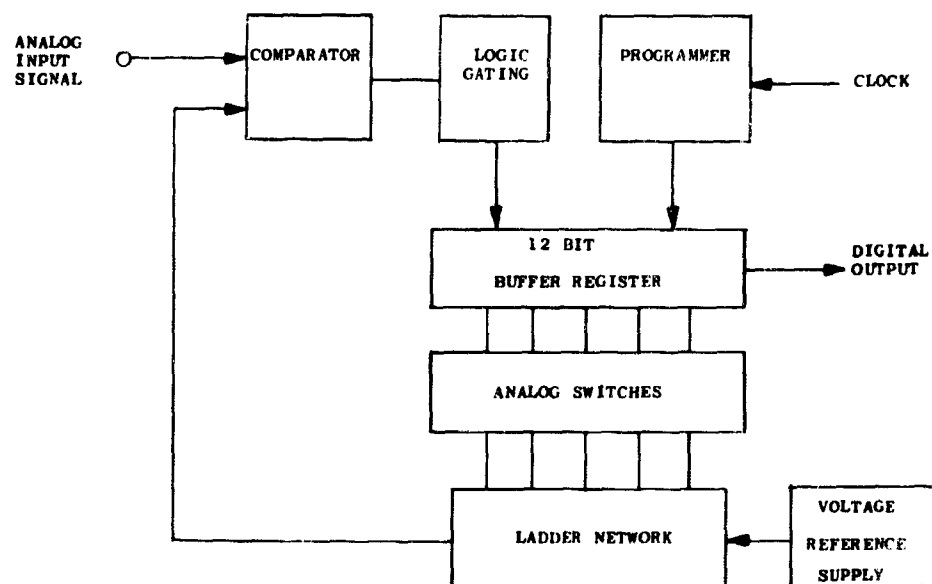 ANALOG
INPUT
SIGNAL
COMPARATOR
LOGIC
GATING
PROGRAMMER
CLOCK
12 BIT
BUFFER REGISTER
DIGITAL
OUTPUT
ANALOG SWITCHES
LADDER NETWORK
VOLTAGE
REFERENCE
SUPPLY